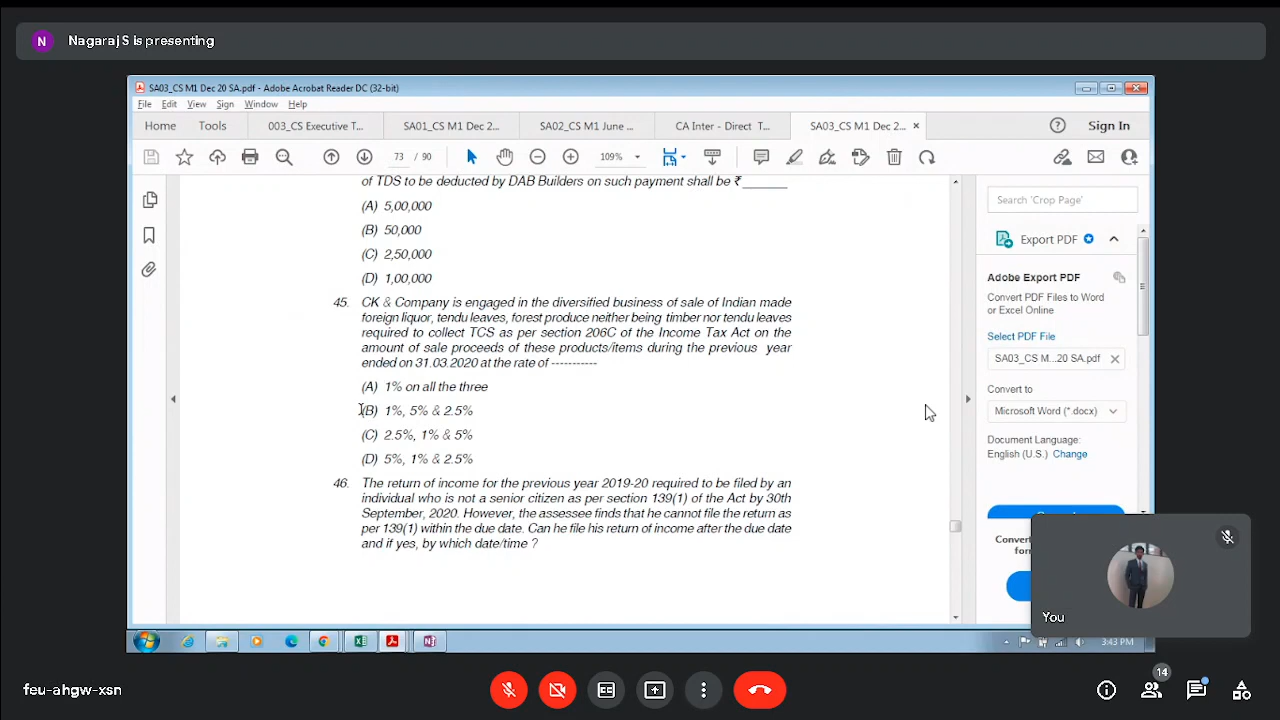 N Nagaraj S is presenting
SA03_CS M1 Dec 20 SA.pdf - Adobe Acrobat Reader DC (32-bit)
File Edit View Sign Window Help
Home Tools 003_CS Executive T... SA01_CS M1 Dec 2... SA02_CS M1 June ... CA Inter - Direct T... SA03_CS M1 Dec 2... × Sign In
73 / 90 109%
of TDS to be deducted by DAB Builders on such payment shall be ₹_______
(A) 5,00,000
(B) 50,000
(C) 2,50,000
(D) 1,00,000
45. CK & Company is engaged in the diversified business of sale of Indian made
foreign liquor, tendu leaves, forest produce neither being timber nor tendu leaves
required to collect TCS as per section 206C of the Income Tax Act on the
amount of sale proceeds of these products/items during the previous year
ended on 31.03.2020 at the rate of -----------
(A) 1% on all the three
(B) 1%, 5% & 2.5%
(C) 2.5%, 1% & 5%
(D) 5%, 1% & 2.5%
46. The return of income for the previous year 2019-20 required to be filed by an
individual who is not a senior citizen as per section 139(1) of the Act by 30th
September, 2020. However, the assessee finds that he cannot file the return as
per 139(1) within the due date. Can he file his return of income after the due date
and if yes, by which date/time ?
Search 'Crop Page'
Export PDF
Adobe Export PDF
Convert PDF Files to Word
or Excel Online
Select PDF File
SA03_CS M...20 SA.pdf ×
Convert to
Microsoft Word (*.docx)
Document Language:
English (U.S.) Change
You
3:43 PM
feu-ahgw-xsn
14